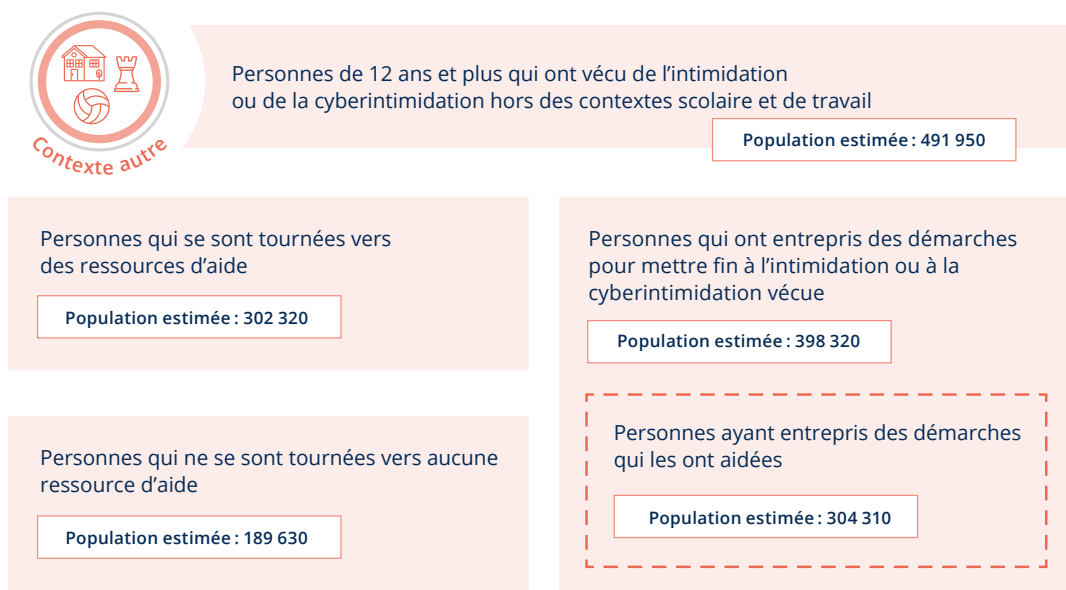 Contexte autre
Personnes de 12 ans et plus qui ont vécu de l’intimidation
ou de la cyberintimidation hors des contextes scolaire et de travail
Population estimée : 491 950
Personnes qui se sont tournées vers
des ressources d’aide
Population estimée : 302 320
Personnes qui ne se sont tournées vers aucune
ressource d’aide
Population estimée : 189 630
Personnes qui ont entrepris des démarches
pour mettre fin à l’intimidation ou à la
cyberintimidation vécue
Population estimée : 398 320
Personnes ayant entrepris des démarches
qui les ont aidées
Population estimée : 304 310